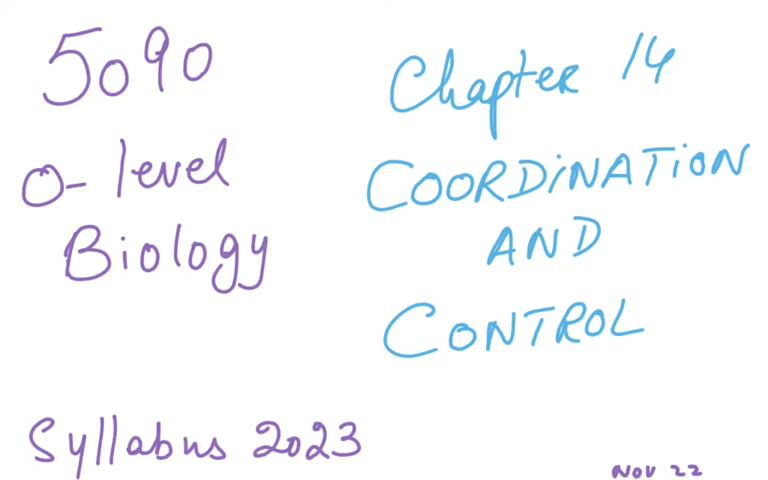 5090
O-level
Biology
Chapter 14
COORDiNATiON
AND
CONTROL
Syllabus 2023
NOV 22